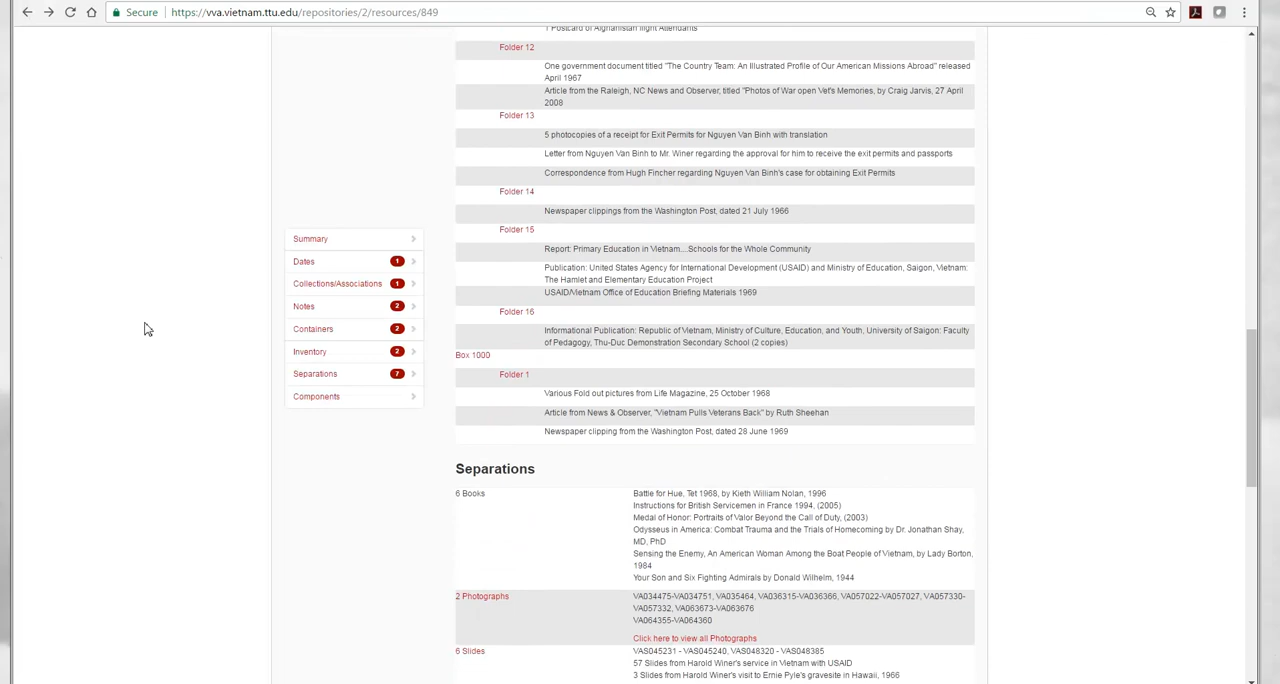 Secure https://vva.vietnam.ttu.edu/repositories/2/resources/849
1 Postcard of Afghanistan flight Attendants
Folder 12
One government document titled "The Country Team: An Illustrated Profile of Our American Missions Abroad" released
April 1967
Article from the Raleigh, NC News and Observer, titled "Photos of War open Vet's Memories, by Craig Jarvis, 27 April
2008
Folder 13
5 photocopies of a receipt for Exit Permits for Nguyen Van Binh with translation
Letter from Nguyen Van Binh to Mr. Winer regarding the approval for him to receive the exit permits and passports
Correspondence from Hugh Fincher regarding Nguyen Van Binh's case for obtaining Exit Permits
Folder 14
Newspaper clippings from the Washington Post, dated 21 July 1966
Folder 15
Report: Primary Education in Vietnam....Schools for the Whole Community
Publication: United States Agency for International Development (USAID) and Ministry of Education, Saigon, Vietnam:
The Hamlet and Elementary Education Project
USAID/Vietnam Office of Education Briefing Materials 1969
Folder 16
Informational Publication: Republic of Vietnam, Ministry of Culture, Education, and Youth, University of Saigon: Faculty
of Pedagogy, Thu-Duc Demonstration Secondary School (2 copies)
Box 1000
Folder 1
Various Fold out pictures from Life Magazine, 25 October 1968
Article from News & Observer, "Vietnam Pulls Veterans Back" by Ruth Sheehan
Newspaper clipping from the Washington Post, dated 28 June 1969
Summary
Dates 1
Collections/Associations 1
Notes 2
Containers 2
Inventory 2
Separations 7
Components
Separations
6 Books
Battle for Hue, Tet 1968, by Kieth William Nolan, 1996
Instructions for British Servicemen in France 1994, (2005)
Medal of Honor: Portraits of Valor Beyond the Call of Duty, (2003)
Odysseus in America: Combat Trauma and the Trials of Homecoming by Dr. Jonathan Shay,
MD, PhD
Sensing the Enemy, An American Woman Among the Boat People of Vietnam, by Lady Borton,
1984
Your Son and Six Fighting Admirals by Donald Wilhelm, 1944
2 Photographs
VA034475-VA034751, VA035464, VA036315-VA036366, VA057022-VA057027, VA057330-
VA057332, VA063673-VA063676
VA064355-VA064360
Click here to view all Photographs
6 Slides
VAS045231 - VAS045240, VAS048320 - VAS048385
57 Slides from Harold Winer's service in Vietnam with USAID
3 Slides from Harold Winer's visit to Ernie Pyle's gravesite in Hawaii, 1966